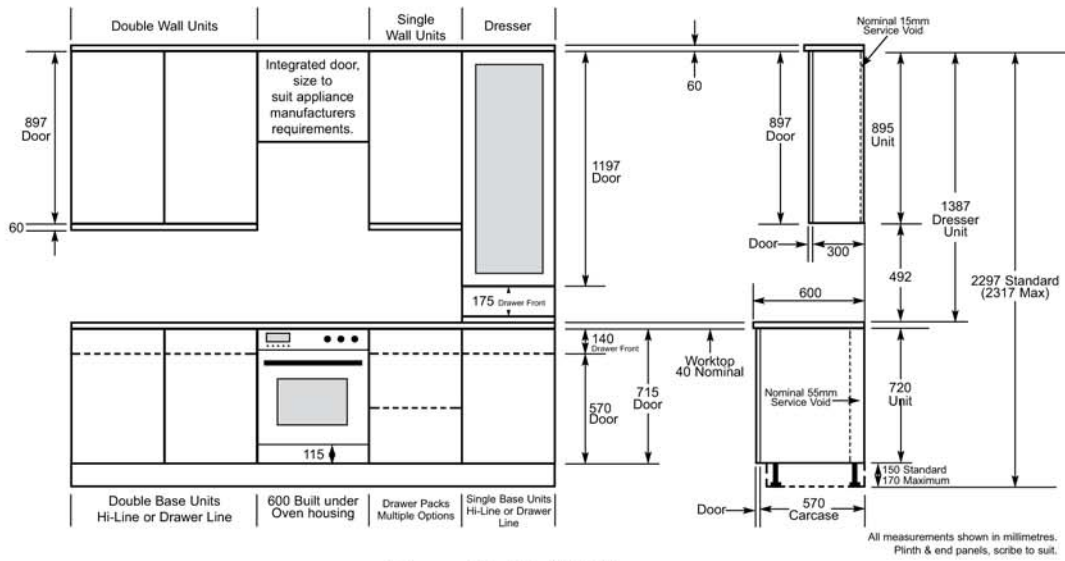 Double Wall Units
Single
Wall Units
Dresser
Nominal 15mm
Service Void
Integrated door,
size to
suit appliance
manufacturers
requirements.
897
Door
60
60
1197
Door
897
Door
895
Unit
1387
Dresser
Unit
2297 Standard
(2317 Max)
Door
300
492
600
175 Drawer Front
140
Drawer Front
715
Door
570
Door
Worktop
40 Nominal
Nominal 55mm
Service Void
720
Unit
115
150 Standard
170 Maximum
Double Base Units
Hi-Line or Drawer Line
600 Built under
Oven housing
Drawer Packs
Multiple Options
Single Base Units
Hi-Line or Drawer
Line
Door
570
Carcase
All measurements shown in millimetres.
Plinth & end panels, scribe to suit.